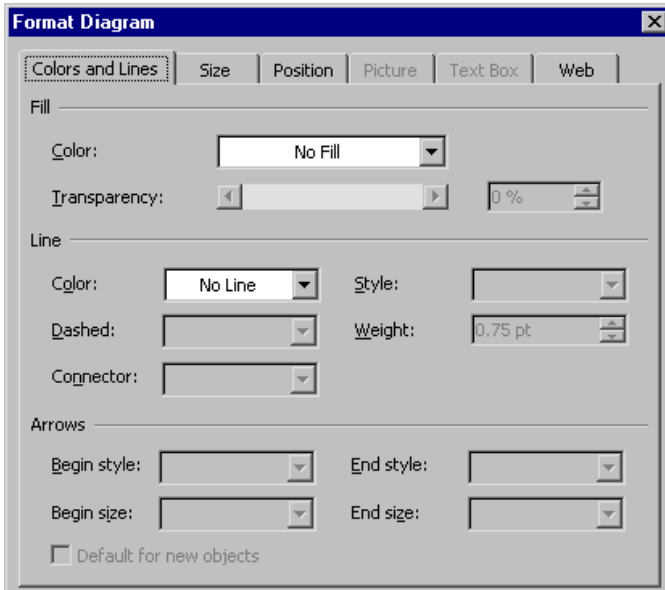 Format Diagram
Colors and Lines Size Position Picture Text Box Web
Fill
Color: No Fill
Transparency: 0 %
Line
Color: No Line Style:
Dashed: Weight: 0.75 pt
Connector:
Arrows
Begin style: End style:
Begin size: End size:
Default for new objects